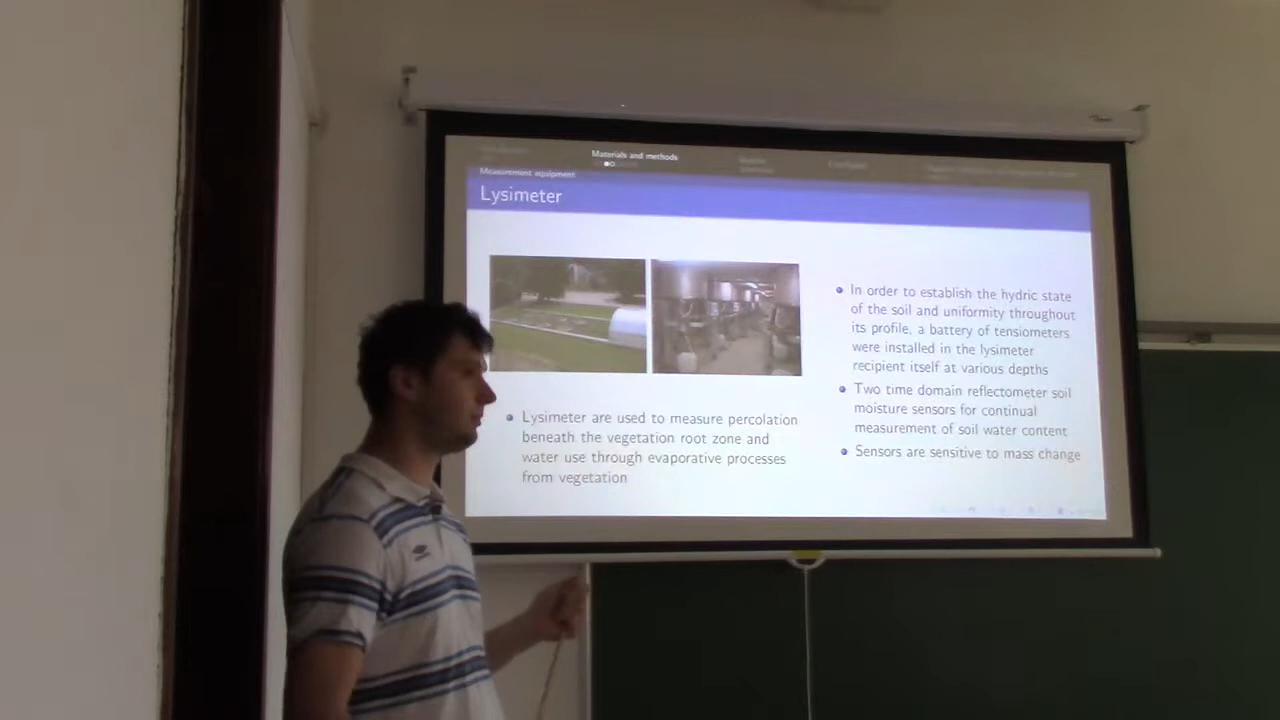 Materials and methods
Measurement equipment
Lysimeter
Lysimeter are used to measure percolation
beneath the vegetation root zone and
water use through evaporative processes
from vegetation
In order to establish the hydric state
of the soil and uniformity throughout
its profile, a battery of tensiometers
were installed in the lysimeter
recipient itself at various depths
Two time domain reflectometer soil
moisture sensors for continual
measurement of soil water content
Sensors are sensitive to mass change